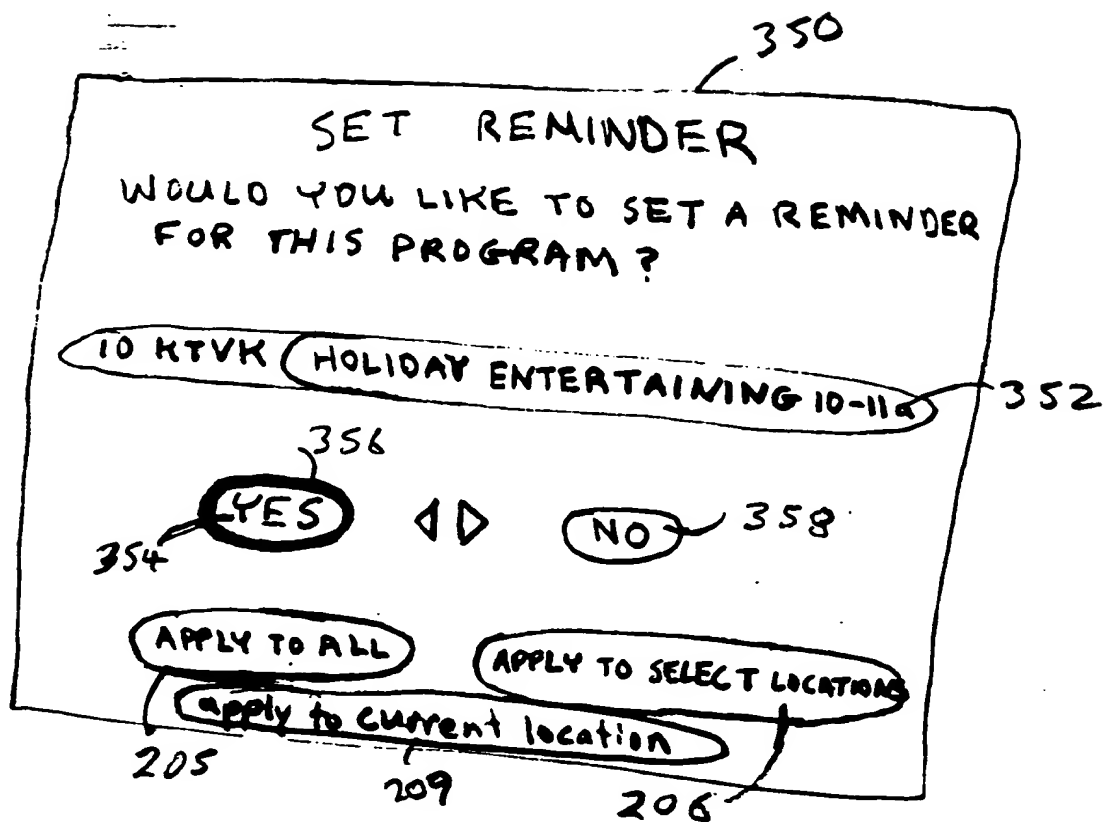 350
SET REMINDER
WOULD YOU LIKE TO SET A REMINDER
FOR THIS PROGRAM?
10 KTVK HOLIDAY ENTERTAINING 10-11a
352
356
YES NO 358
354
APPLY TO ALL APPLY TO SELECT LOCATIONS
apply to current location
205 209 206